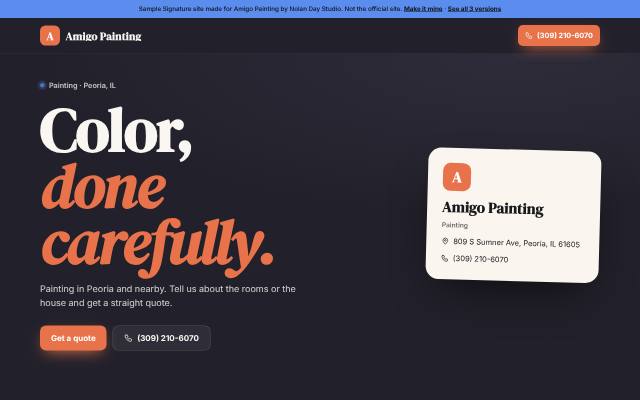 Sample Signature site made for Amigo Painting by Nolan Day Studio. Not the official site. Make it mine · See all 3 versions
A Amigo Painting
(309) 210-6070
Painting · Peoria, IL
Color,
done
carefully.
Painting in Peoria and nearby. Tell us about the rooms or the
house and get a straight quote.
Get a quote
(309) 210-6070
A
Amigo Painting
Painting
809 S Sumner Ave, Peoria, IL 61605
(309) 210-6070